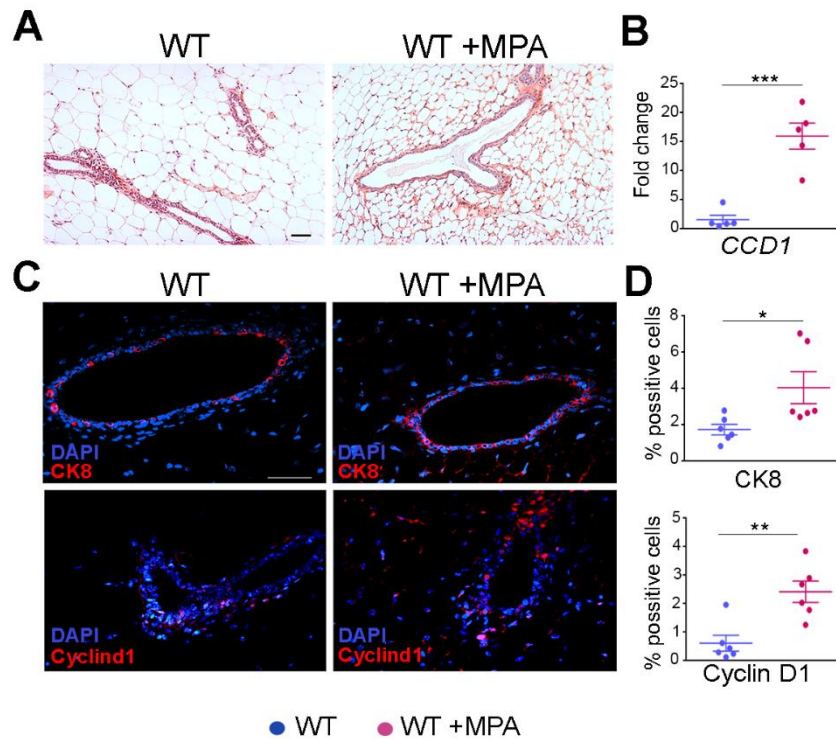 A
WT
WT +MPA
B
***
25
20
15
10
5
0
Fold change
CCD1
C
WT
WT +MPA
DAPI
CK8
DAPI
CK8
DAPI
Cyclind1
DAPI
Cyclind1
D
*
8
6
4
2
0
% possitive cells
CK8
**
5
4
3
2
1
0
% possitive cells
Cyclin D1
WT
WT +MPA